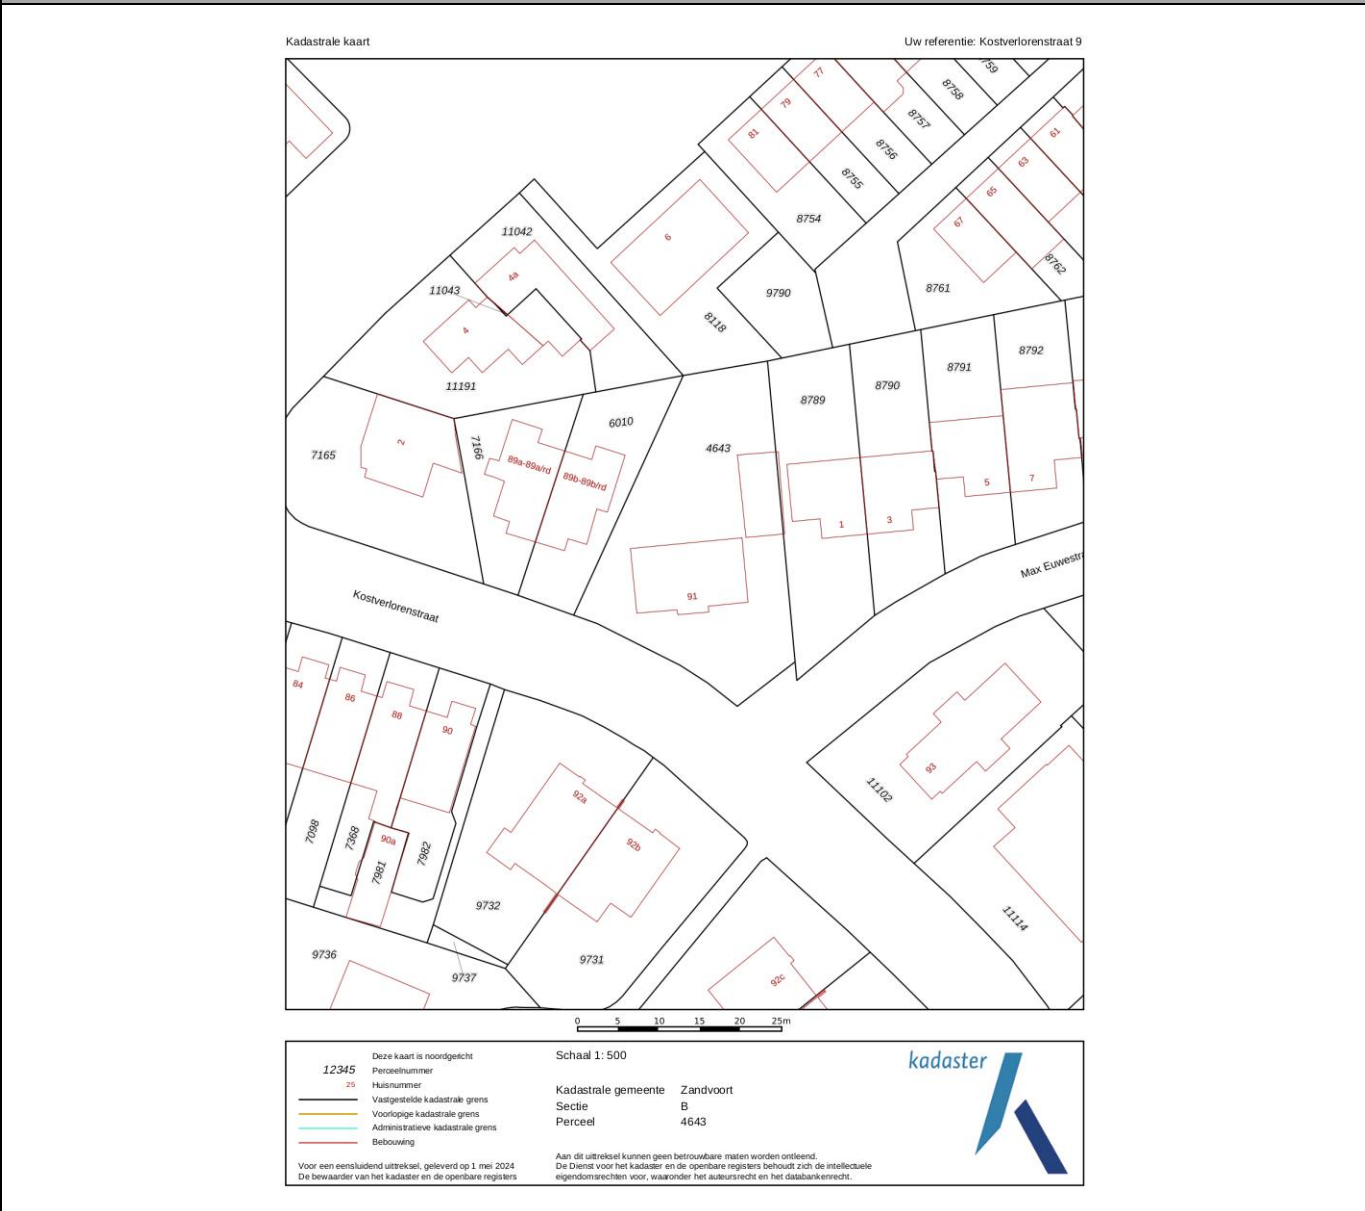 Kadastrale kaart
Uw referentie: Kostverlorenstraat 9
77
79
81
8759
8758
8757
8756
8755
8754
61
63
65
67
8762
8761
11042
4a
11043
4
11191
6
9790
8118
7165
2
7166
89a-89a/rd
89b-89b/rd
6010
4643
8789
8790
8791
8792
1
3
5
7
91
Max Euwestra
Kostverlorenstraat
84
86
88
90
90a
7098
7368
7981
7982
92a
92b
93
11102
11114
9732
9731
9736
9737
92c
0 5 10 15 20 25m
Deze kaart is noordgericht
12345 Perceelnummer
25 Huisnummer
Vastgestelde kadastrale grens
Voorlopige kadastrale grens
Administratieve kadastrale grens
Bebouwing
Voor een eensluidend uittreksel, geleverd op 1 mei 2024
De bewaarder van het kadaster en de openbare registers
Schaal 1: 500
Kadastrale gemeente Zandvoort
Sectie B
Perceel 4643
Aan dit uittreksel kunnen geen betrouwbare maten worden ontleend.
De Dienst voor het kadaster en de openbare registers behoudt zich de intellectuele
eigendomsrechten voor, waaronder het auteursrecht en het databankenrecht.
kadaster